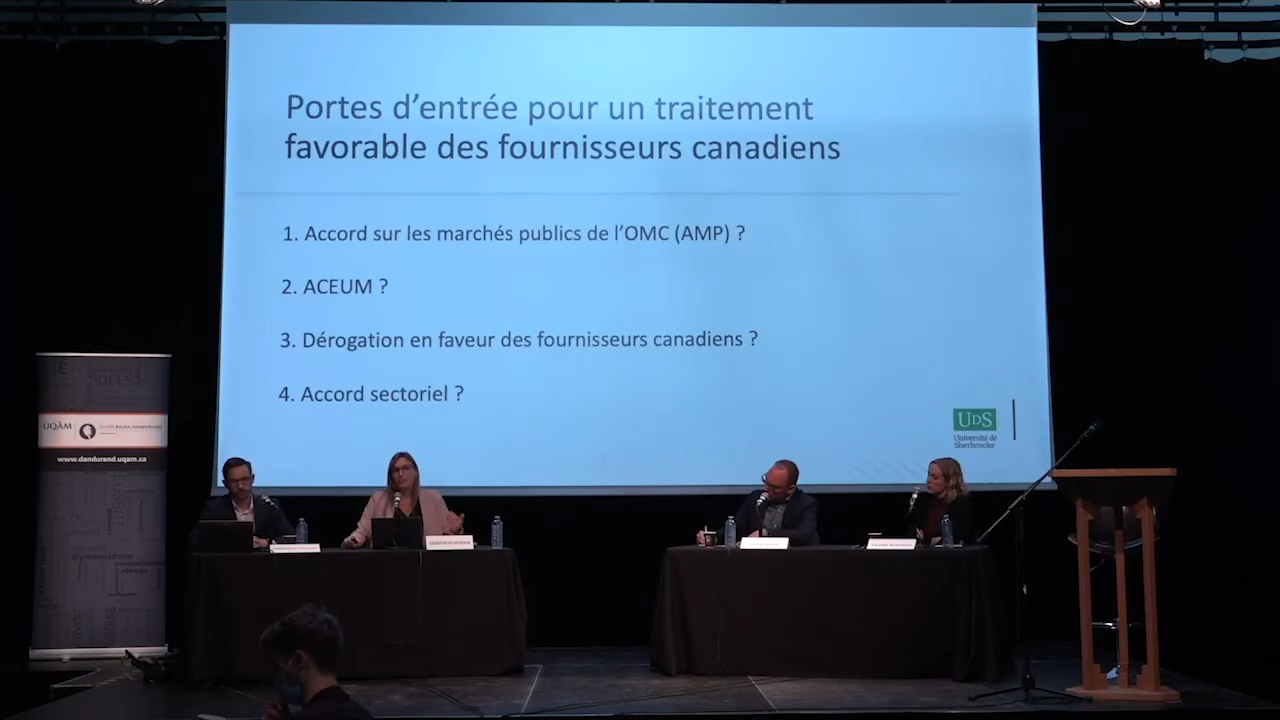 Portes d'entrée pour un traitement
favorable des fournisseurs canadiens
1. Accord sur les marchés publics de l'OMC (AMP) ?
2. ACEUM ?
3. Dérogation en faveur des fournisseurs canadiens ?
4. Accord sectoriel ?
UdS
Université de
Sherbrooke
IDÉES
UQÀM
www.dandurand.uqam.ca